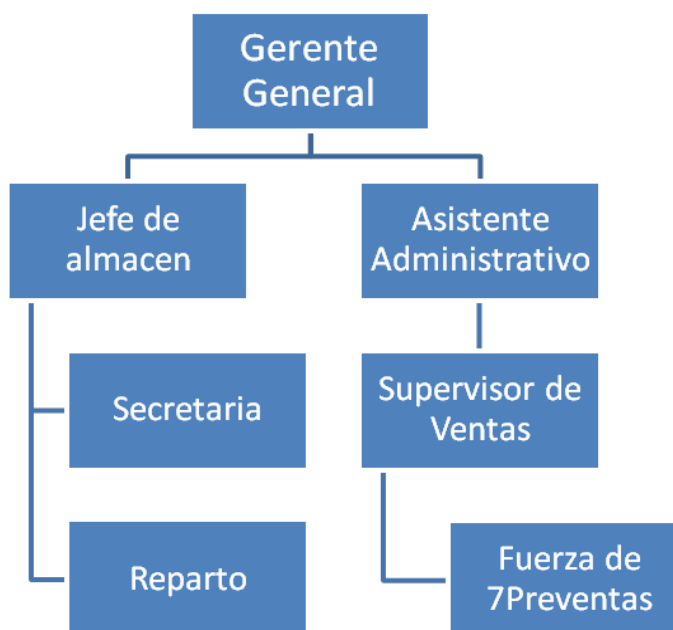 Gerente
General
Jefe de
almacen
Asistente
Administrativo
Secretaria
Supervisor de
Ventas
Reparto
Fuerza de
7Preventas